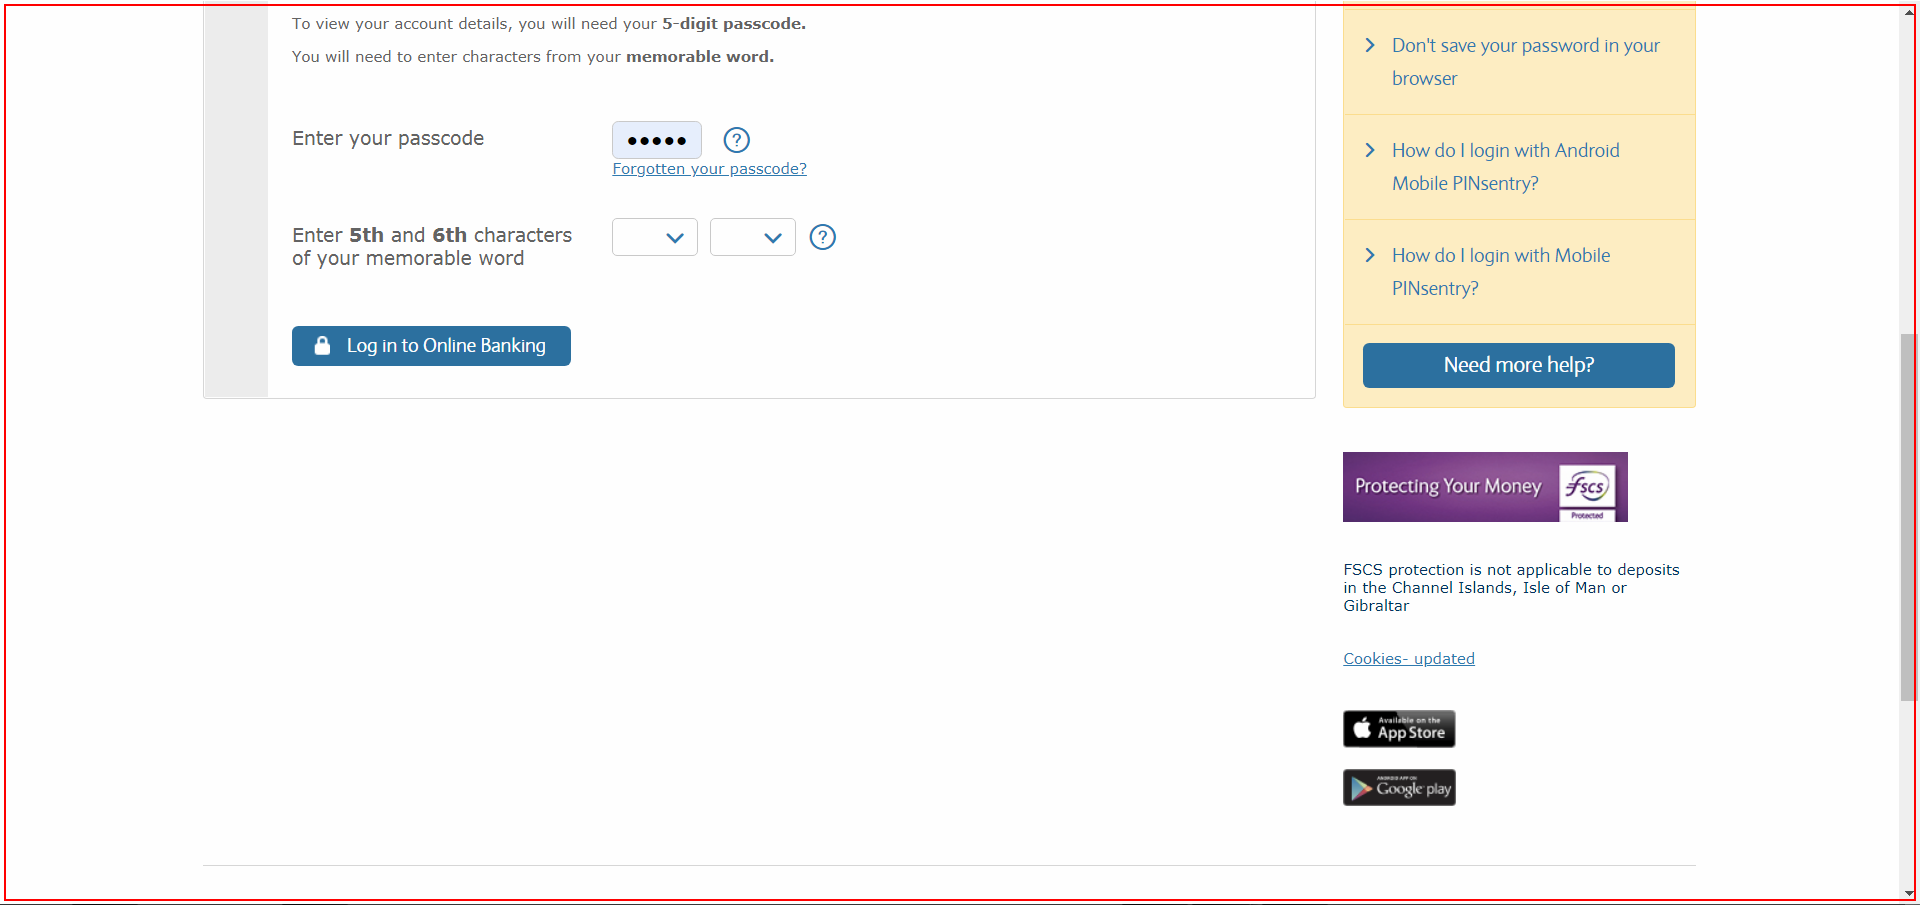 To view your account details, you will need your 5-digit passcode.
You will need to enter characters from your memorable word.
Enter your passcode
•••••
?
Forgotten your passcode?
Enter 5th and 6th characters
of your memorable word
?
Log in to Online Banking
Don't save your password in your
browser
How do I login with Android
Mobile PINsentry?
How do I login with Mobile
PINsentry?
Need more help?
Protecting Your Money
fscs
Protected
FSCS protection is not applicable to deposits
in the Channel Islands, Isle of Man or
Gibraltar
Cookies- updated
Available on the
App Store
ANDROID APP ON
Google play